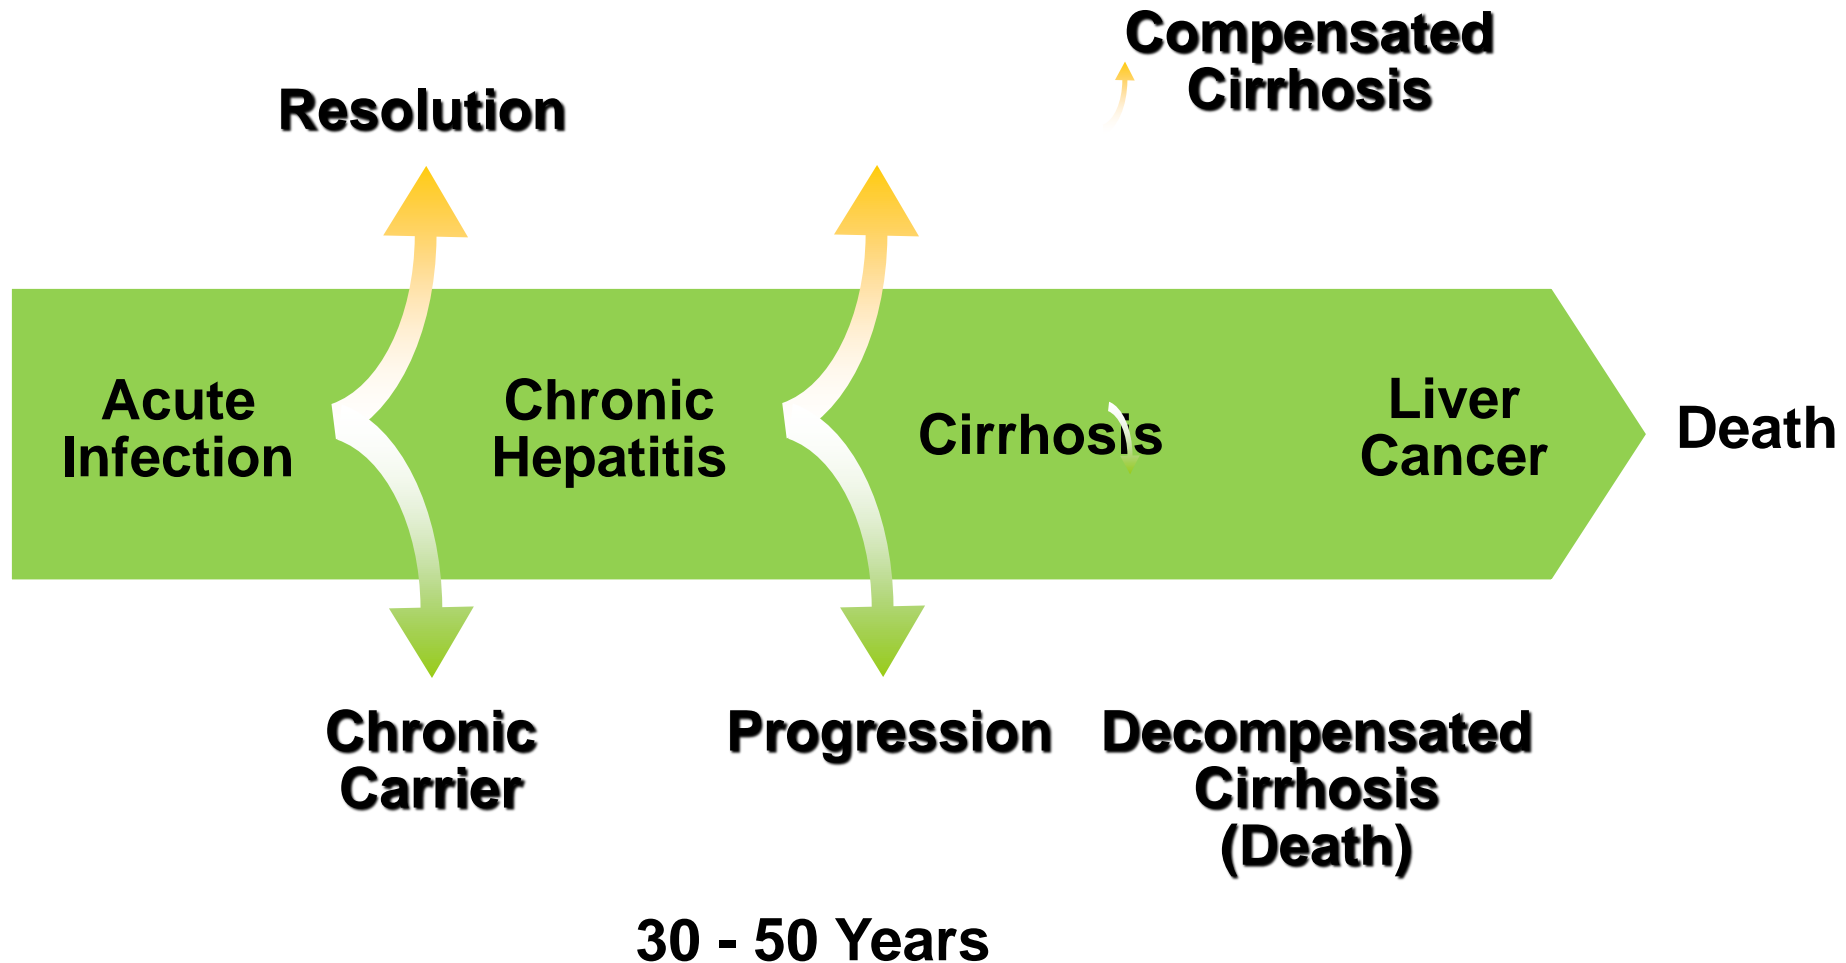 Compensated
Cirrhosis
Resolution
Acute
Infection
Chronic
Hepatitis
Cirrhosis
Liver
Cancer
Death
Chronic
Carrier
Progression
Decompensated
Cirrhosis
(Death)
30 - 50 Years